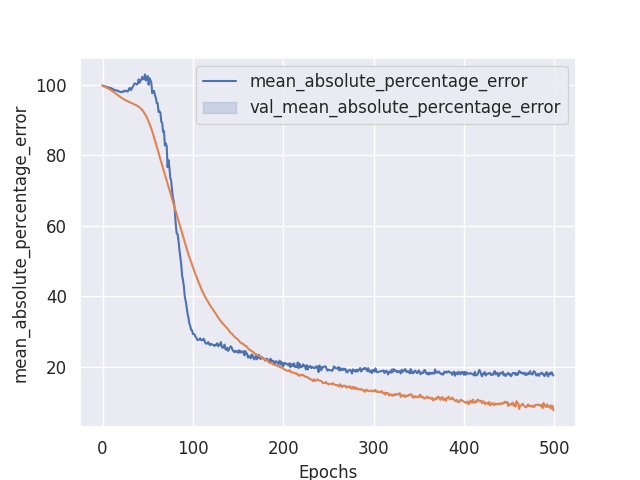 mean_absolute_percentage_error
val_mean_absolute_percentage_error
mean_absolute_percentage_error
100
80
60
40
20
0 100 200 300 400 500
Epochs